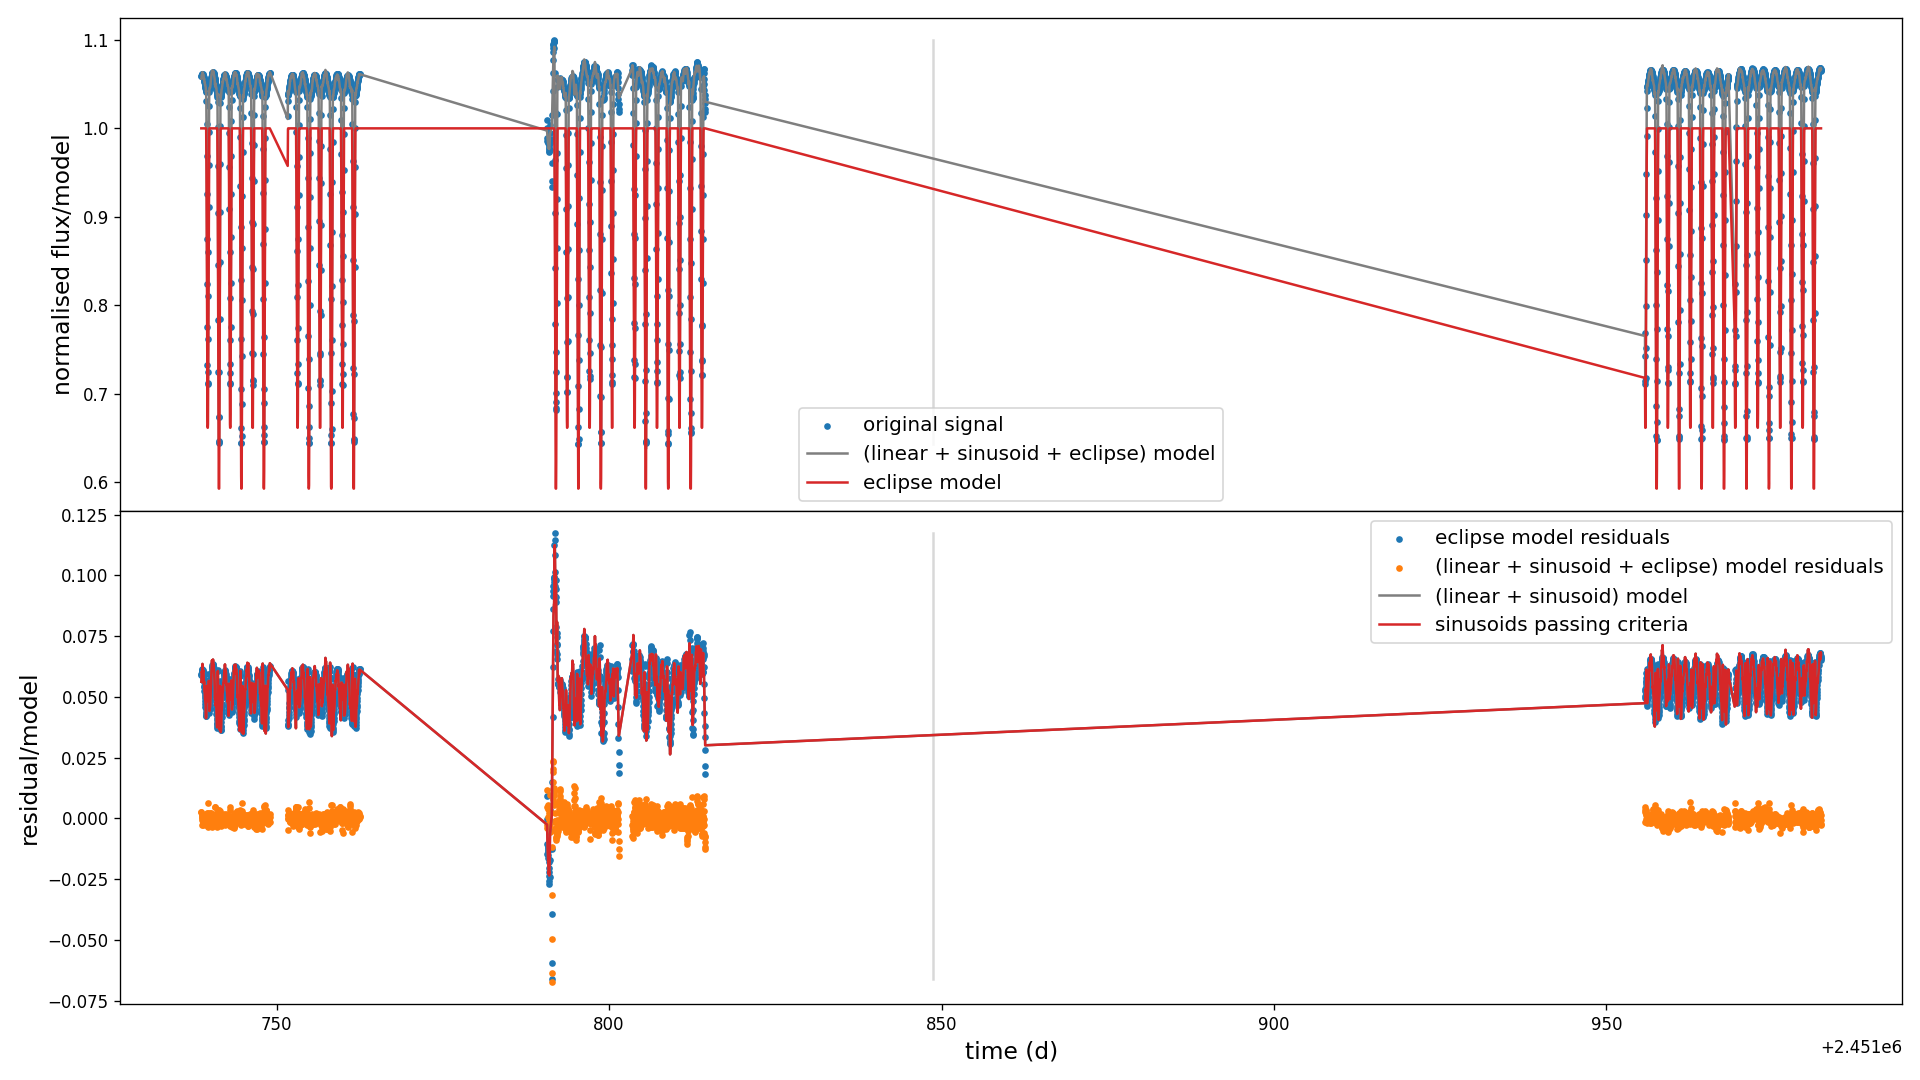 1.1
1.0
0.9
0.8
0.7
0.6
normalised flux/model
original signal
(linear + sinusoid + eclipse) model
eclipse model
0.125
0.100
0.075
0.050
0.025
0.000
−0.025
−0.050
−0.075
residual/model
eclipse model residuals
(linear + sinusoid + eclipse) model residuals
(linear + sinusoid) model
sinusoids passing criteria
750 800 850 900 950
time (d)
+2.451e6